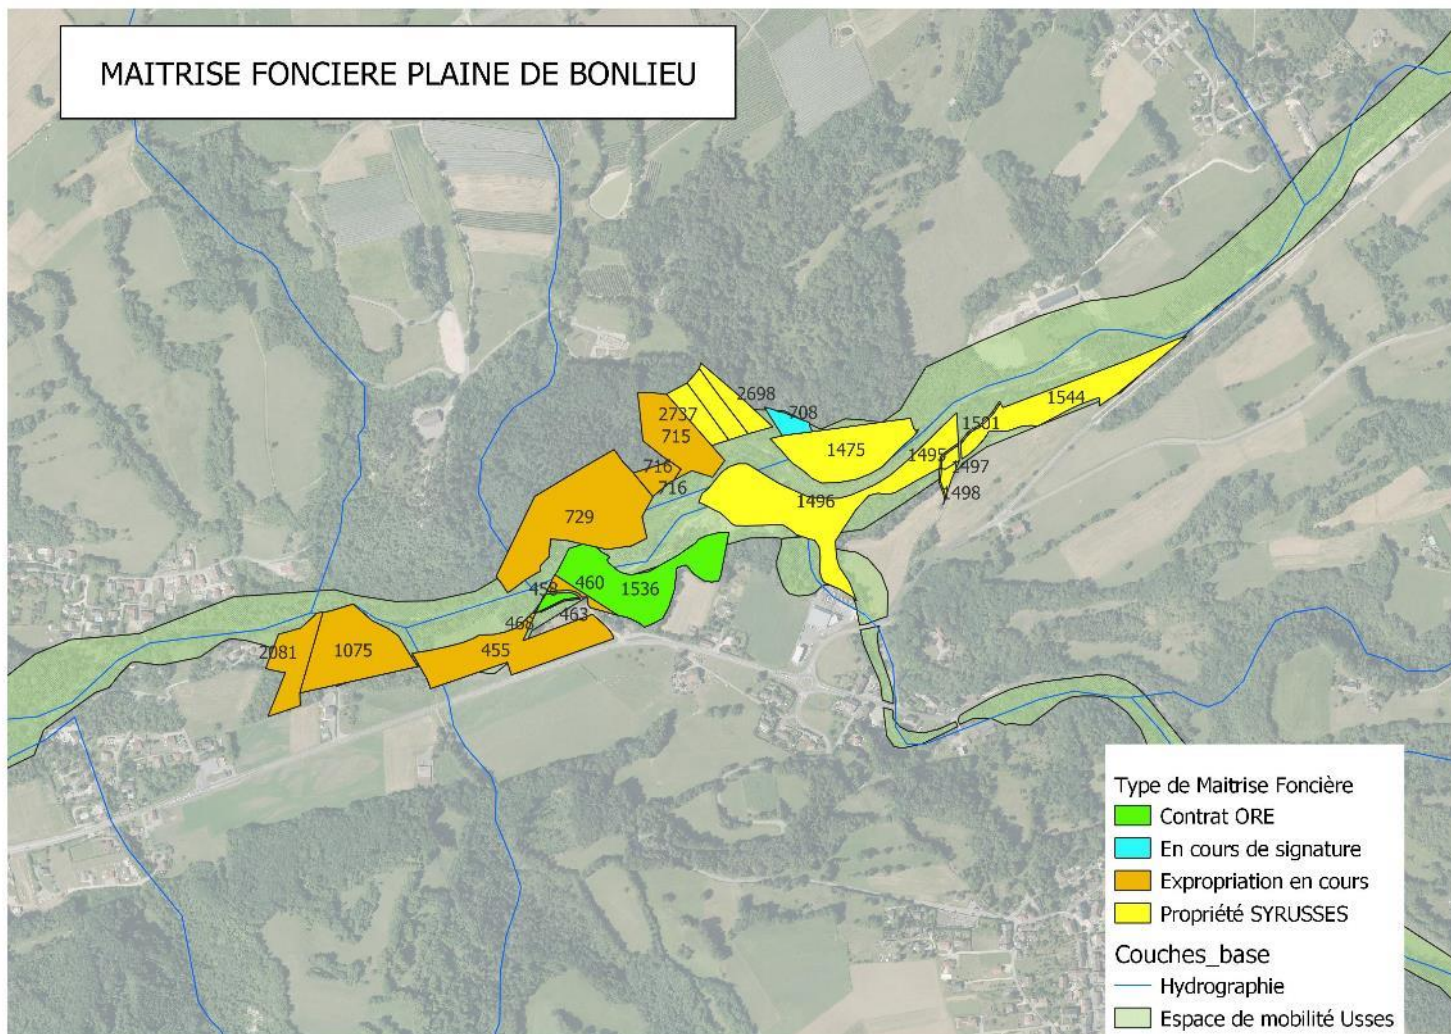 MAITRISE FONCIERE PLAINE DE BONLIEU
2698
1544
2737
708
715
1501
1475
1495
716
1497
716
1498
1496
729
458
460
1536
463
468
2081
1075
455
Type de Maitrise Foncière
Contrat ORE
En cours de signature
Expropriation en cours
Propriété SYRUSSES
Couches_base
Hydrographie
Espace de mobilité Usses